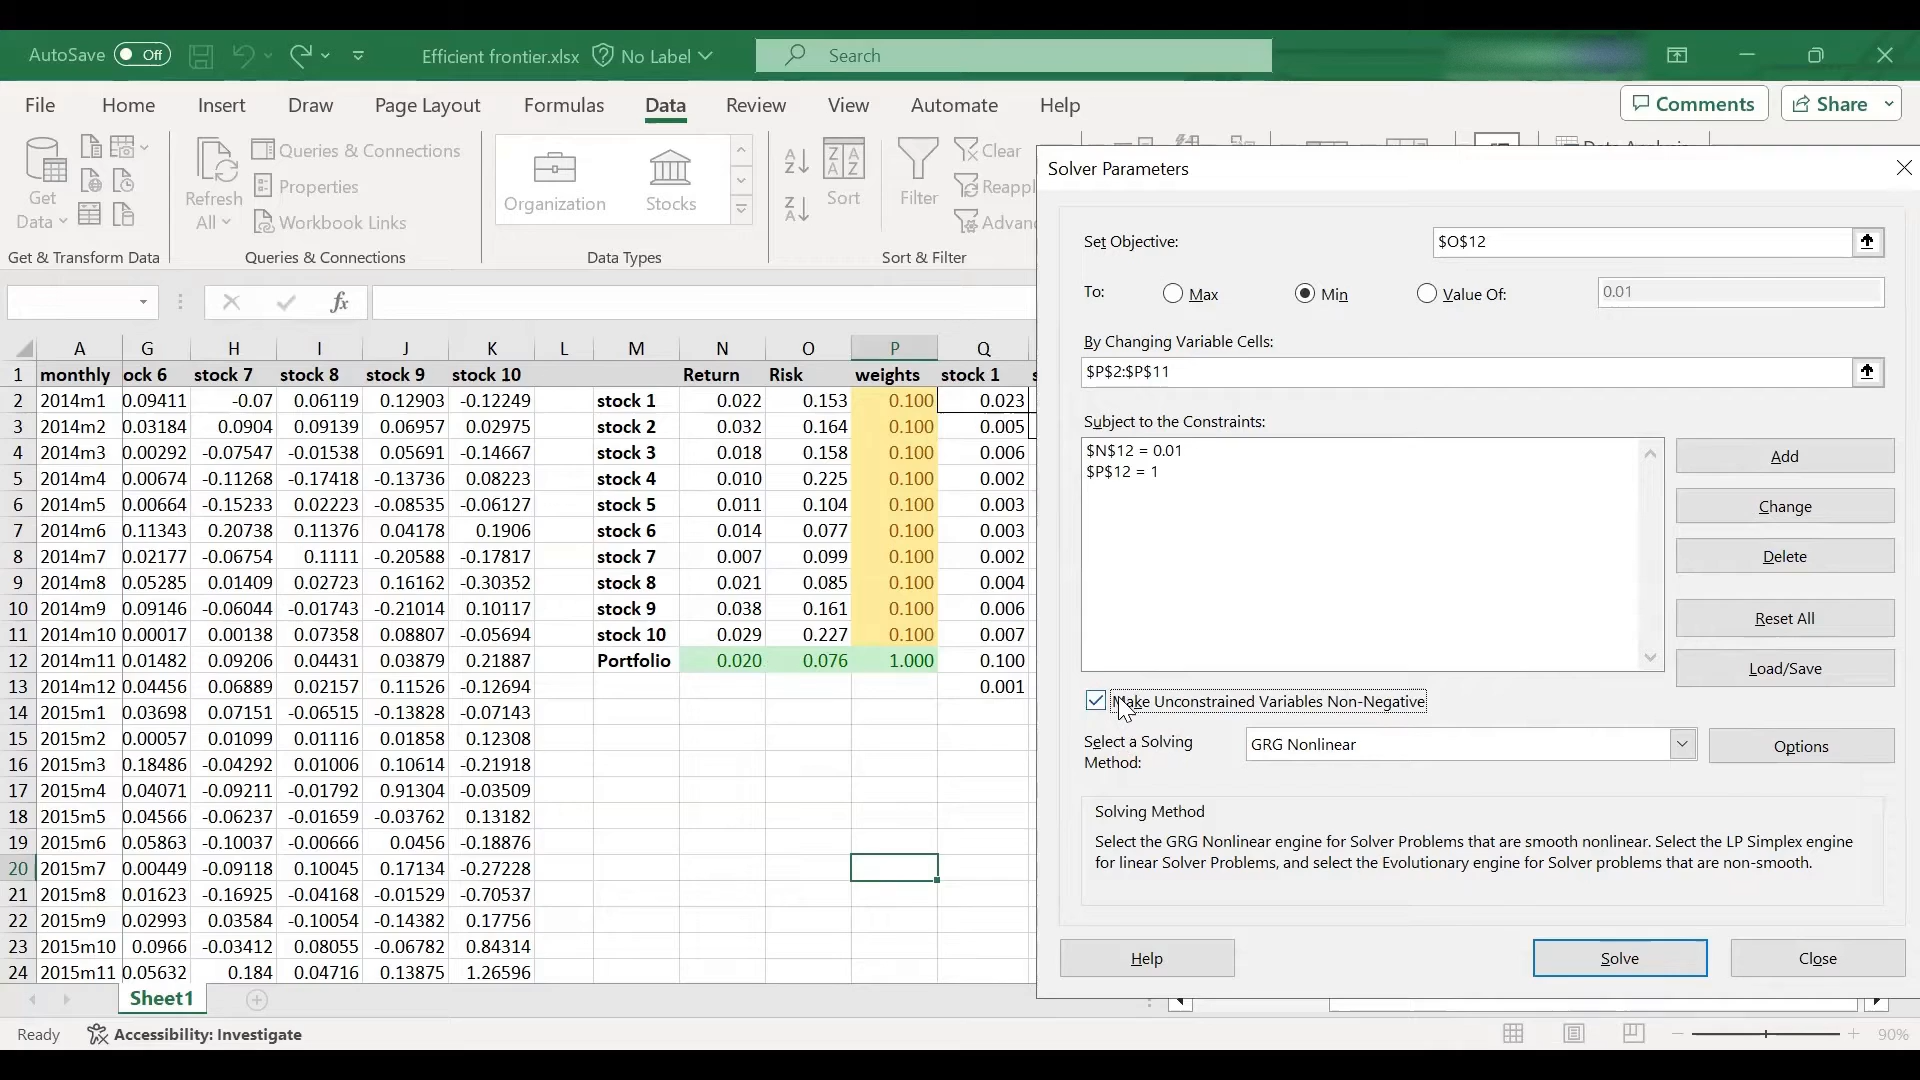 AutoSave Off Efficient frontier.xlsx No Label Search
File Home Insert Draw Page Layout Formulas Data Review View Automate Help Comments Share
Get Data
Refresh All
Queries & Connections
Properties
Workbook Links
Organization
Stocks
Sort
Filter
Clear
Get & Transform Data Queries & Connections Data Types Sort & Filter
fx
A G H I J K L M N O P Q
1 monthly ock 6 stock 7 stock 8 stock 9 stock 10 Return Risk weights stock 1
2 2014m1 0.09411 -0.07 0.06119 0.12903 -0.12249 stock 1 0.022 0.153 0.100 0.023
3 2014m2 0.03184 0.0904 0.09139 0.06957 0.02975 stock 2 0.032 0.164 0.100 0.005
4 2014m3 0.00292 -0.07547 -0.01538 0.05691 -0.14667 stock 3 0.018 0.158 0.100 0.006
5 2014m4 0.00674 -0.11268 -0.17418 -0.13736 0.08223 stock 4 0.010 0.225 0.100 0.002
6 2014m5 0.00664 -0.15233 0.02223 -0.08535 -0.06127 stock 5 0.011 0.104 0.100 0.003
7 2014m6 0.11343 0.20738 0.11376 0.04178 0.1906 stock 6 0.014 0.077 0.100 0.003
8 2014m7 0.02177 -0.06754 0.1111 -0.20588 -0.17817 stock 7 0.007 0.099 0.100 0.002
9 2014m8 0.05285 0.01409 0.02723 0.16162 -0.30352 stock 8 0.021 0.085 0.100 0.004
10 2014m9 0.09146 -0.06044 -0.01743 -0.21014 0.10117 stock 9 0.038 0.161 0.100 0.006
11 2014m10 0.00017 0.00138 0.07358 0.08807 -0.05694 stock 10 0.029 0.227 0.100 0.007
12 2014m11 0.01482 0.09206 0.04431 0.03879 0.21887 Portfolio 0.020 0.076 1.000 0.100
13 2014m12 0.04456 0.06889 0.02157 0.11526 -0.12694 0.001
14 2015m1 0.03698 0.07151 -0.06515 -0.13828 -0.07143
15 2015m2 0.00057 0.01099 0.01116 0.01858 0.12308
16 2015m3 0.18486 -0.04292 0.01006 0.10614 -0.21918
17 2015m4 0.04071 -0.09211 -0.01792 0.91304 -0.03509
18 2015m5 0.04566 -0.06237 -0.01659 -0.03762 0.13182
19 2015m6 0.05863 -0.10037 -0.00666 0.0456 -0.18876
20 2015m7 0.00449 -0.09118 0.10045 0.17134 -0.27228
21 2015m8 0.01623 -0.16925 -0.04168 -0.01529 -0.70537
22 2015m9 0.02993 0.03584 -0.10054 -0.14382 0.17756
23 2015m10 0.0966 -0.03412 0.08055 -0.06782 0.84314
24 2015m11 0.05632 0.184 0.04716 0.13875 1.26596
Sheet1
Ready Accessibility: Investigate 90%
Solver Parameters
Set Objective: $O$12
To: Max Min Value Of: 0.01
By Changing Variable Cells:
$P$2:$P$11
Subject to the Constraints:
$N$12 = 0.01
$P$12 = 1
Add
Change
Delete
Reset All
Load/Save
Make Unconstrained Variables Non-Negative
Select a Solving Method: GRG Nonlinear Options
Solving Method
Select the GRG Nonlinear engine for Solver Problems that are smooth nonlinear. Select the LP Simplex engine
for linear Solver Problems, and select the Evolutionary engine for Solver problems that are non-smooth.
Help Solve Close